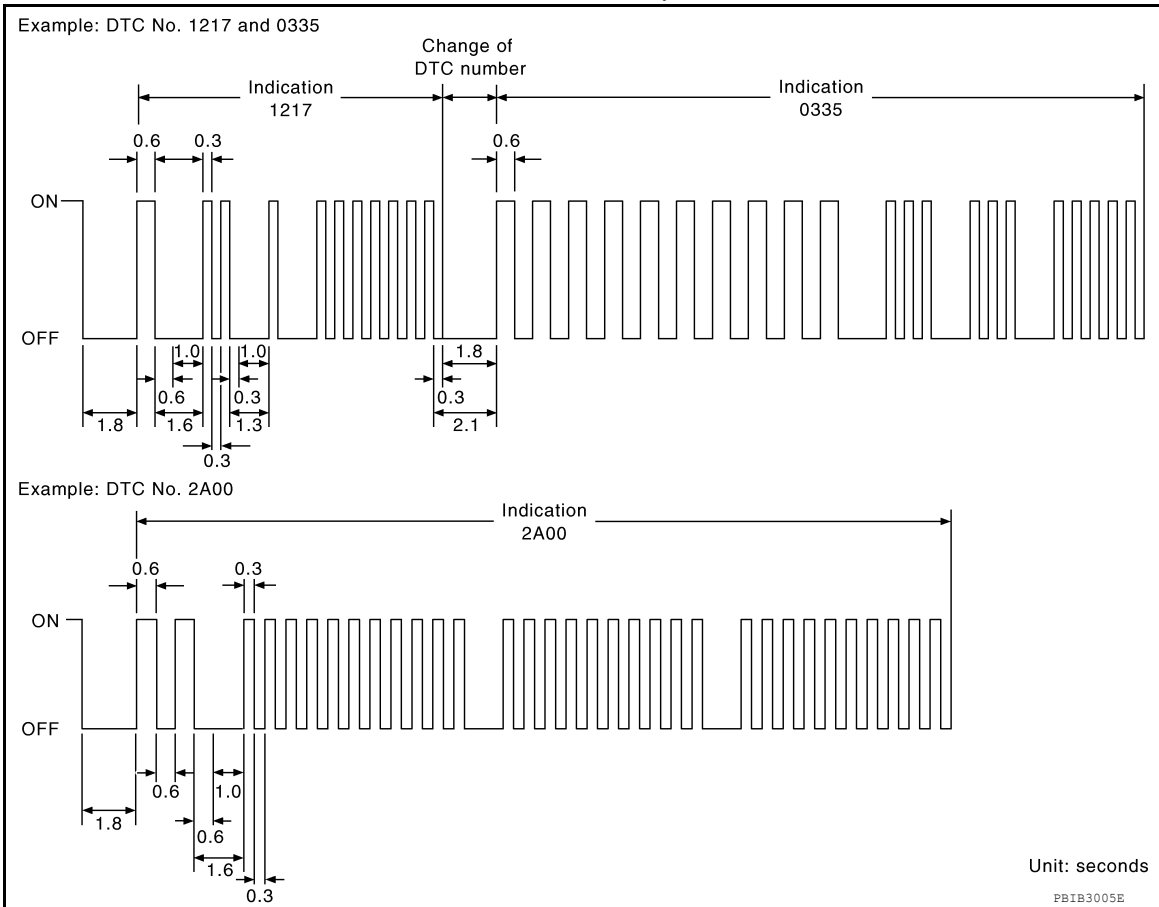 Example: DTC No. 1217 and 0335
Change of
DTC number
Indication
1217
Indication
0335
0.6
0.3
0.6
ON
OFF
1.0
1.0
1.8
0.6
0.3
0.3
1.8
1.6
1.3
2.1
0.3
Example: DTC No. 2A00
Indication
2A00
0.6
0.3
ON
OFF
0.6
1.0
1.8
0.6
1.6
0.3
Unit: seconds
PBIB3005E